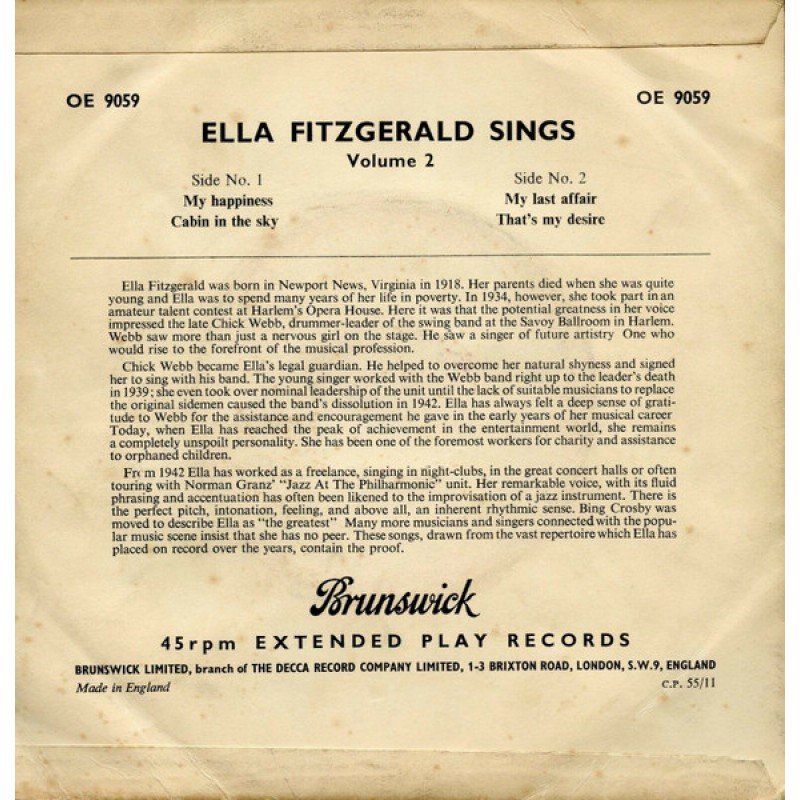 OE 9059
OE 9059
ELLA FITZGERALD SINGS
Volume 2
Side No. 1
My happiness
Cabin in the sky
Side No. 2
My last affair
That's my desire
Ella Fitzgerald was born in Newport News, Virginia in 1918. Her parents died when she was quite
young and Ella was to spend many years of her life in poverty. In 1934, however, she took part in an
amateur talent contest at Harlem's Opera House. Here it was that the potential greatness in her voice
impressed the late Chick Webb, drummer-leader of the swing band at the Savoy Ballroom in Harlem.
Webb saw more than just a nervous girl on the stage. He saw a singer of future artistry One who
would rise to the forefront of the musical profession.
Chick Webb became Ella's legal guardian. He helped to overcome her natural shyness and signed
her to sing with his band. The young singer worked with the Webb band right up to the leader's death
in 1939; she even took over nominal leadership of the unit until the lack of suitable musicians to replace
the original sidemen caused the band's dissolution in 1942. Ella has always felt a deep sense of grati-
tude to Webb for the assistance and encouragement he gave in the early years of her musical career
Today, when Ella has reached the peak of achievement in the entertainment world, she remains
a completely unspoilt personality. She has been one of the foremost workers for charity and assistance
to orphaned children.
From 1942 Ella has worked as a freelance, singing in night-clubs, in the great concert halls or often
touring with Norman Granz' "Jazz At The Philharmonic" unit. Her remarkable voice, with its fluid
phrasing and accentuation has often been likened to the improvisation of a jazz instrument. There is
the perfect pitch, intonation, feeling, and above all, an inherent rhythmic sense. Bing Crosby was
moved to describe Ella as "the greatest" Many more musicians and singers connected with the popu-
lar music scene insist that she has no peer. These songs, drawn from the vast repertoire which Ella has
placed on record over the years, contain the proof.
Brunswick
45 rpm EXTENDED PLAY RECORDS
BRUNSWICK LIMITED, branch of THE DECCA RECORD COMPANY LIMITED, 1-3 BRIXTON ROAD, LONDON, S.W.9, ENGLAND
Made in England
C.P. 55/11